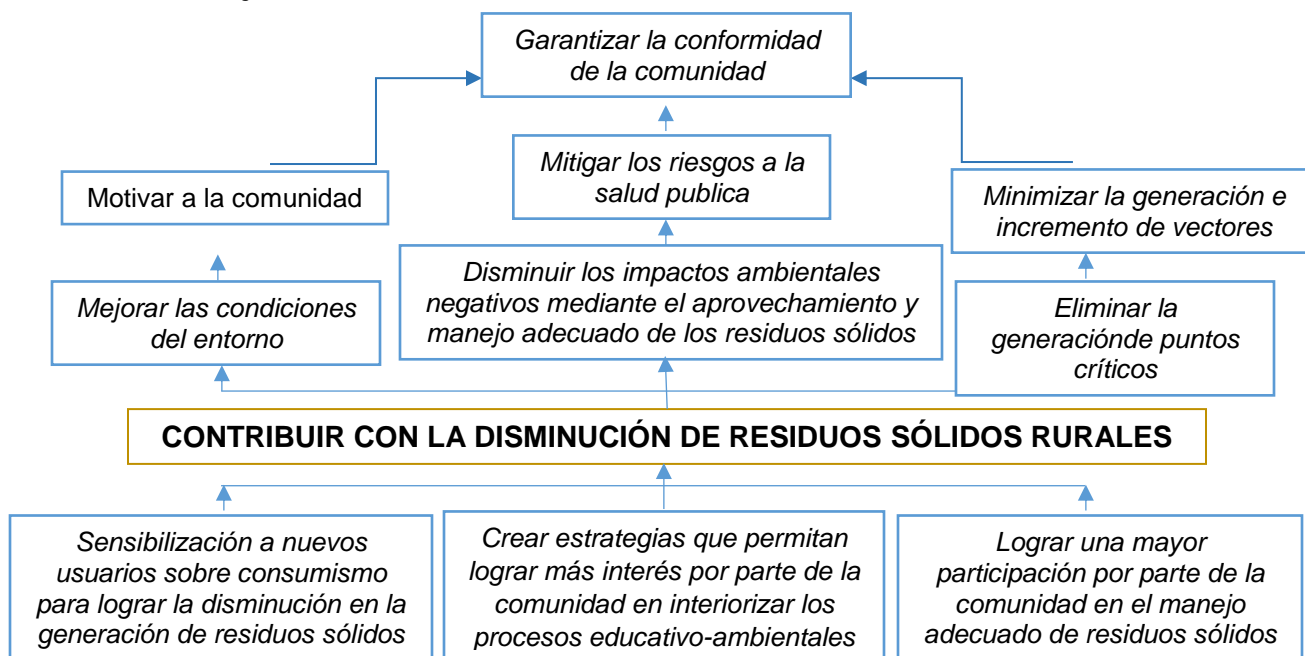 Garantizar la conformidad
de la comunidad
Motivar a la comunidad
Mitigar los riesgos a la
salud publica
Minimizar la generación e
incremento de vectores
Mejorar las condiciones
del entorno
Disminuir los impactos ambientales
negativos mediante el aprovechamiento y
manejo adecuado de los residuos sólidos
Eliminar la
generaciónde puntos
críticos
CONTRIBUIR CON LA DISMINUCIÓN DE RESIDUOS SÓLIDOS RURALES
Sensibilización a nuevos
usuarios sobre consumismo
para lograr la disminución en la
generación de residuos sólidos
Crear estrategias que permitan
lograr más interés por parte de la
comunidad en interiorizar los
procesos educativo-ambientales
Lograr una mayor
participación por parte de la
comunidad en el manejo
adecuado de residuos sólidos